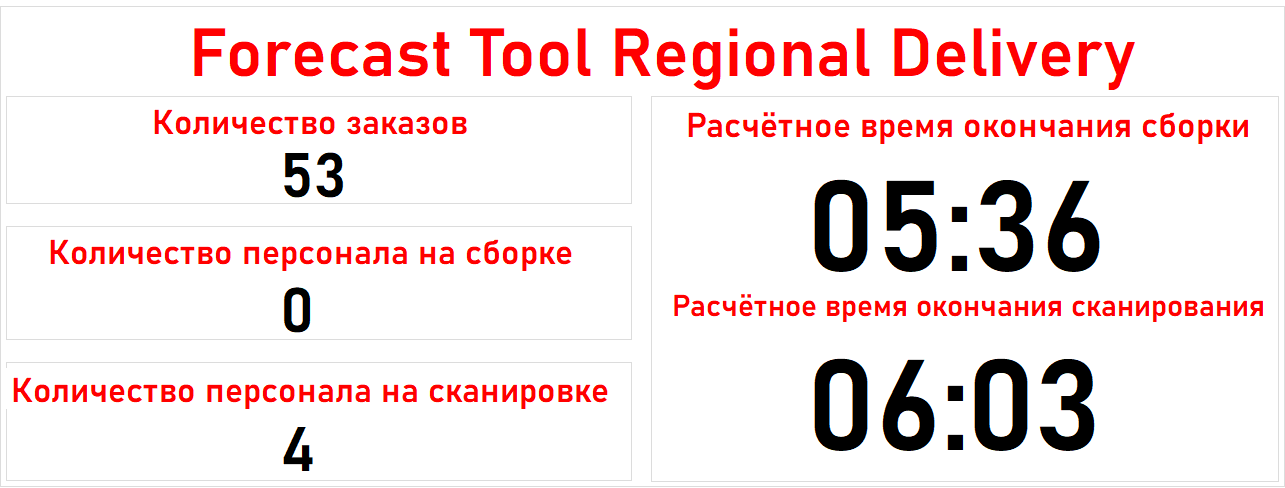 Forecast Tool Regional Delivery
Количество заказов
53
Количество персонала на сборке
0
Количество персонала на сканировке
4
Расчётное время окончания сборки
05:36
Расчётное время окончания сканирования
06:03